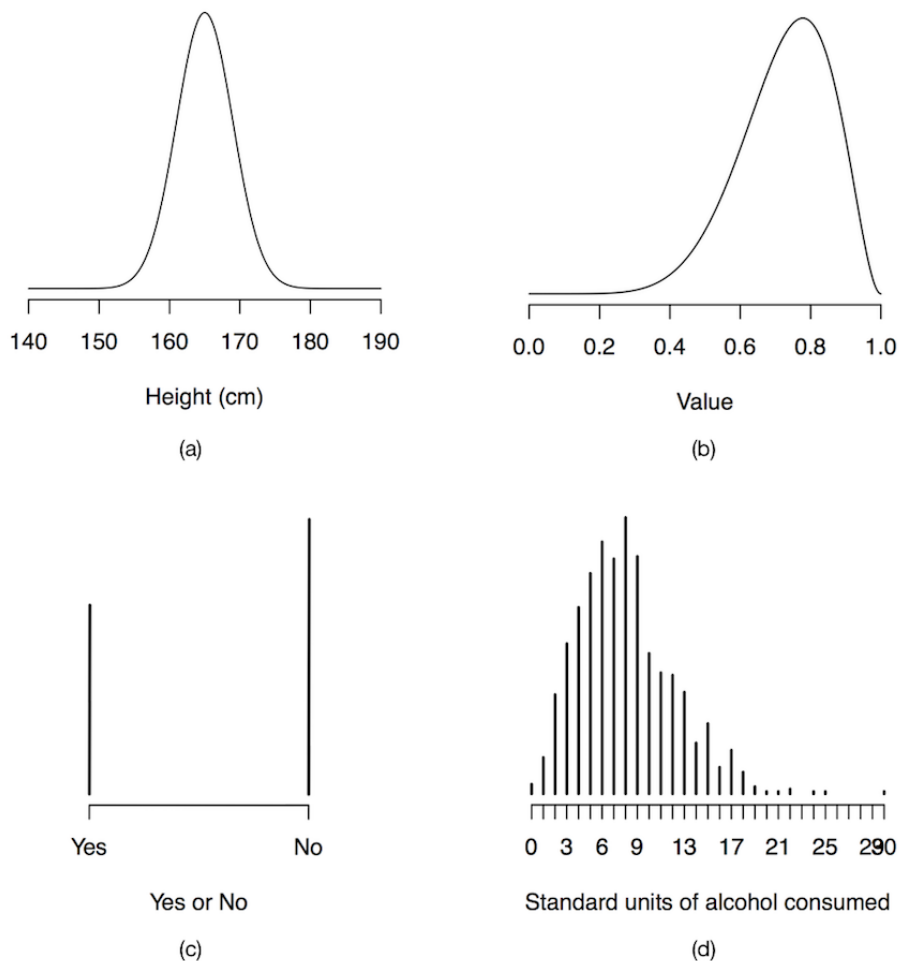 140 150 160 170 180 190
Height (cm)
(a)
0.0 0.2 0.4 0.6 0.8 1.0
Value
(b)
Yes No
Yes or No
(c)
0 3 6 9 13 17 21 25 29 30
Standard units of alcohol consumed
(d)